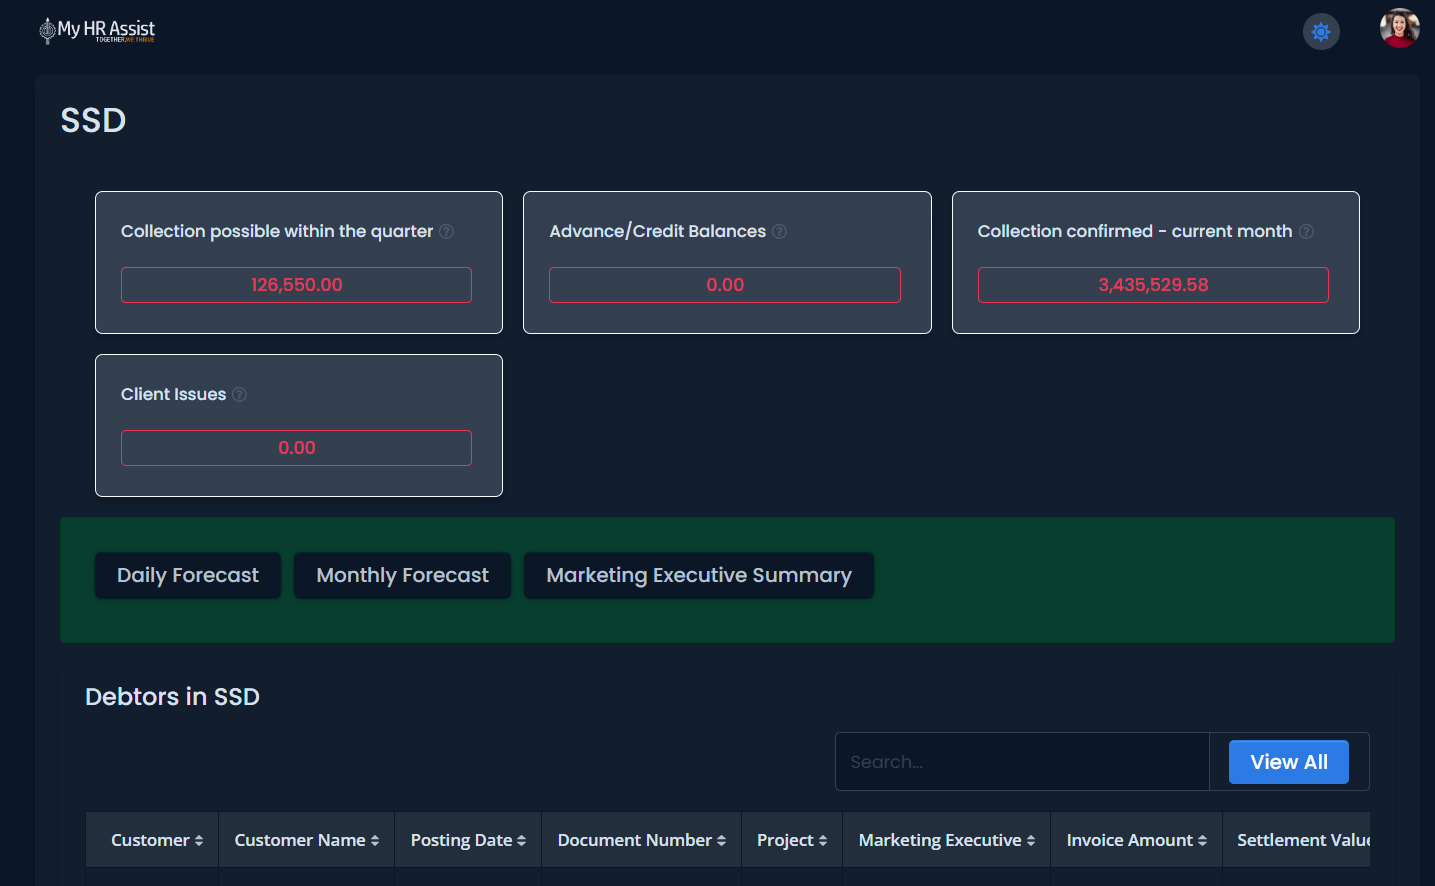 My HR Assist
TOGETHER, WE THRIVE
SSD
Collection possible within the quarter ?
126,550.00
Advance/Credit Balances ?
0.00
Collection confirmed - current month ?
3,435,529.58
Client Issues ?
0.00
Daily Forecast
Monthly Forecast
Marketing Executive Summary
Debtors in SSD
Search...
View All
Customer
Customer Name
Posting Date
Document Number
Project
Marketing Executive
Invoice Amount
Settlement Value